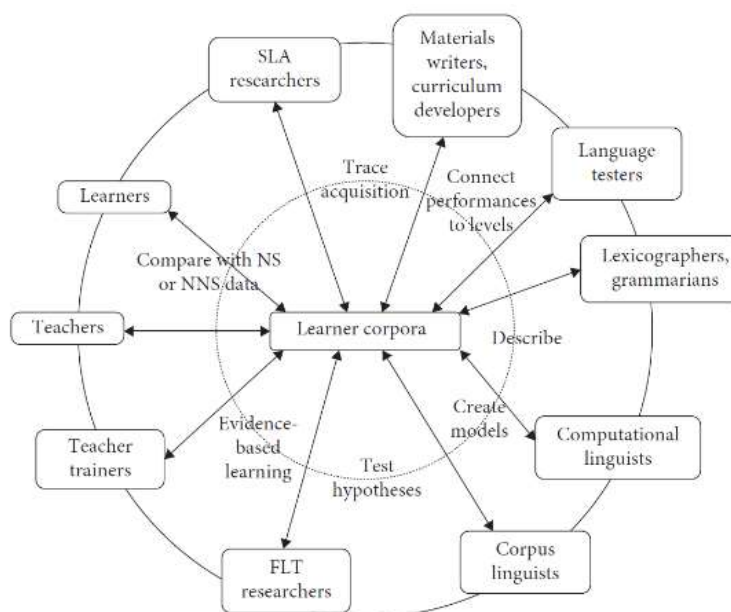 SLA
researchers
Materials
writers,
curriculum
developers
Language
testers
Learners
Trace
acquisition
Connect
performances
to levels
Lexicographers,
grammarians
Compare with NS
or NNS data
Teachers
Learner corpora
Describe
Evidence-
based
learning
Create
models
Teacher
trainers
Test
hypotheses
Computational
linguists
FLT
researchers
Corpus
linguists